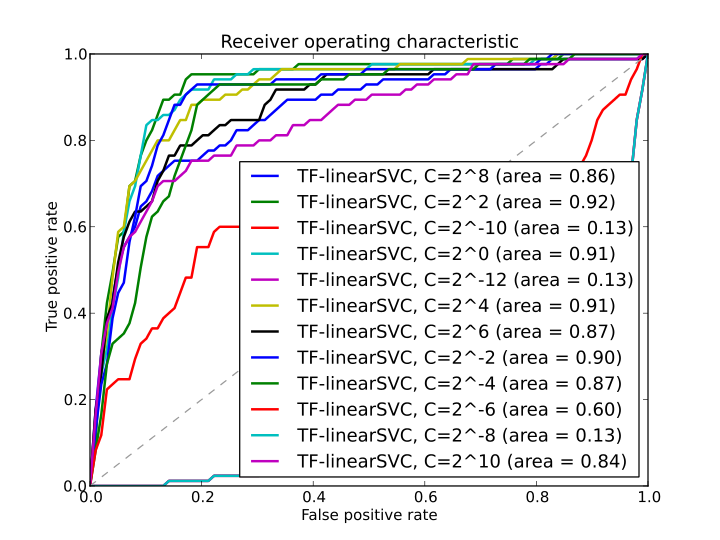 Receiver operating characteristic
1.0
0.8
0.6
0.4
0.2
0.0
True positive rate
TF-linearSVC, C=2^8 (area = 0.86)
TF-linearSVC, C=2^2 (area = 0.92)
TF-linearSVC, C=2^-10 (area = 0.13)
TF-linearSVC, C=2^0 (area = 0.91)
TF-linearSVC, C=2^-12 (area = 0.13)
TF-linearSVC, C=2^4 (area = 0.91)
TF-linearSVC, C=2^6 (area = 0.87)
TF-linearSVC, C=2^-2 (area = 0.90)
TF-linearSVC, C=2^-4 (area = 0.87)
TF-linearSVC, C=2^-6 (area = 0.60)
TF-linearSVC, C=2^-8 (area = 0.13)
TF-linearSVC, C=2^10 (area = 0.84)
0.0 0.2 0.4 0.6 0.8 1.0
False positive rate